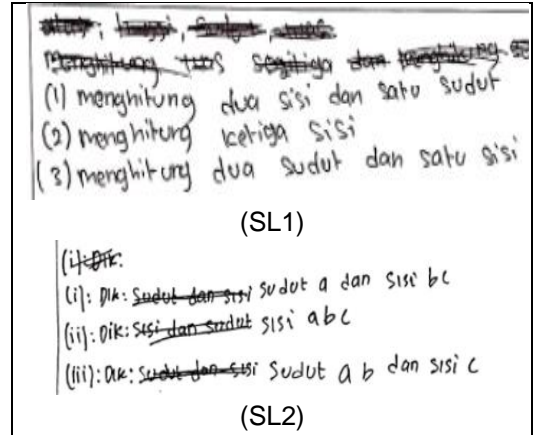 (1) menghitung dua sisi dan satu sudut
(2) menghitung ketiga sisi
(3) menghitung dua sudut dan satu sisi
(SL1)
(i): Dik:
(i): Dik: Sudut dan sisi sudut a dan sisi bc
(ii): Dik: Sisi dan sudut sisi abc
(iii): Dik: Sudut dan sisi Sudut a b dan sisi c
(SL2)